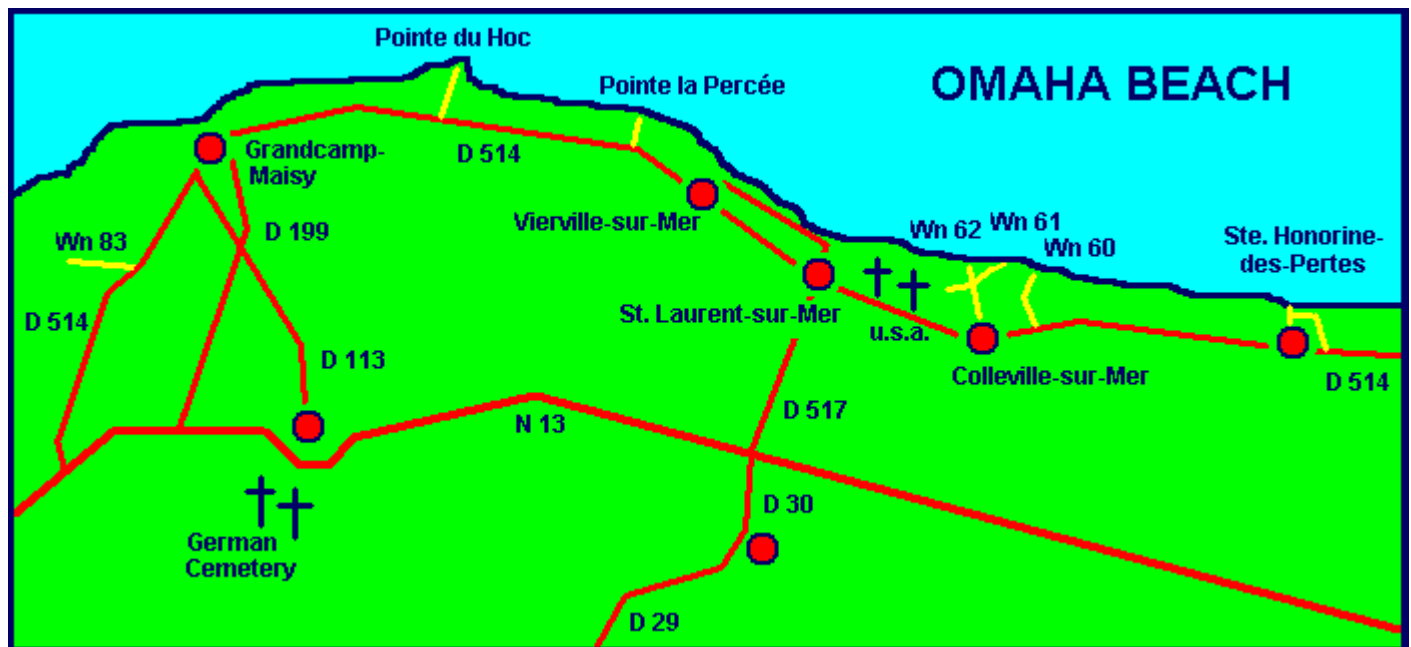 Pointe du Hoc
Pointe la Percée
OMAHA BEACH
Grandcamp-
Maisy
D 514
Vierville-sur-Mer
Wn 83
D 199
Wn 62
Wn 61
Wn 60
Ste. Honorine-
des-Pertes
D 514
St. Laurent-sur-Mer
u.s.a.
D 113
Colleville-sur-Mer
D 514
N 13
D 517
D 30
German
Cemetery
D 29